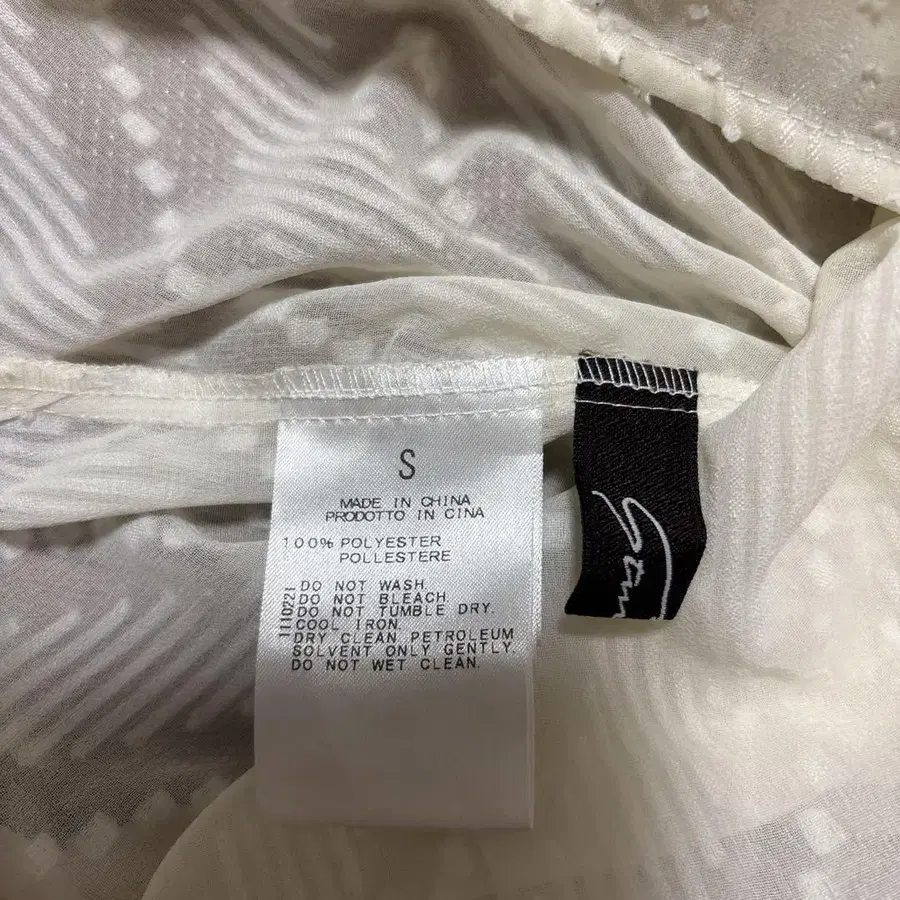 S
MADE IN CHINA
PRODOTTO IN CINA
100% POLYESTER
POLLESTERE
DO NOT WASH.
DO NOT BLEACH.
DO NOT TUMBLE DRY.
COOL IRON.
DRY CLEAN PETROLEUM
SOLVENT ONLY GENTLY.
DO NOT WET CLEAN.